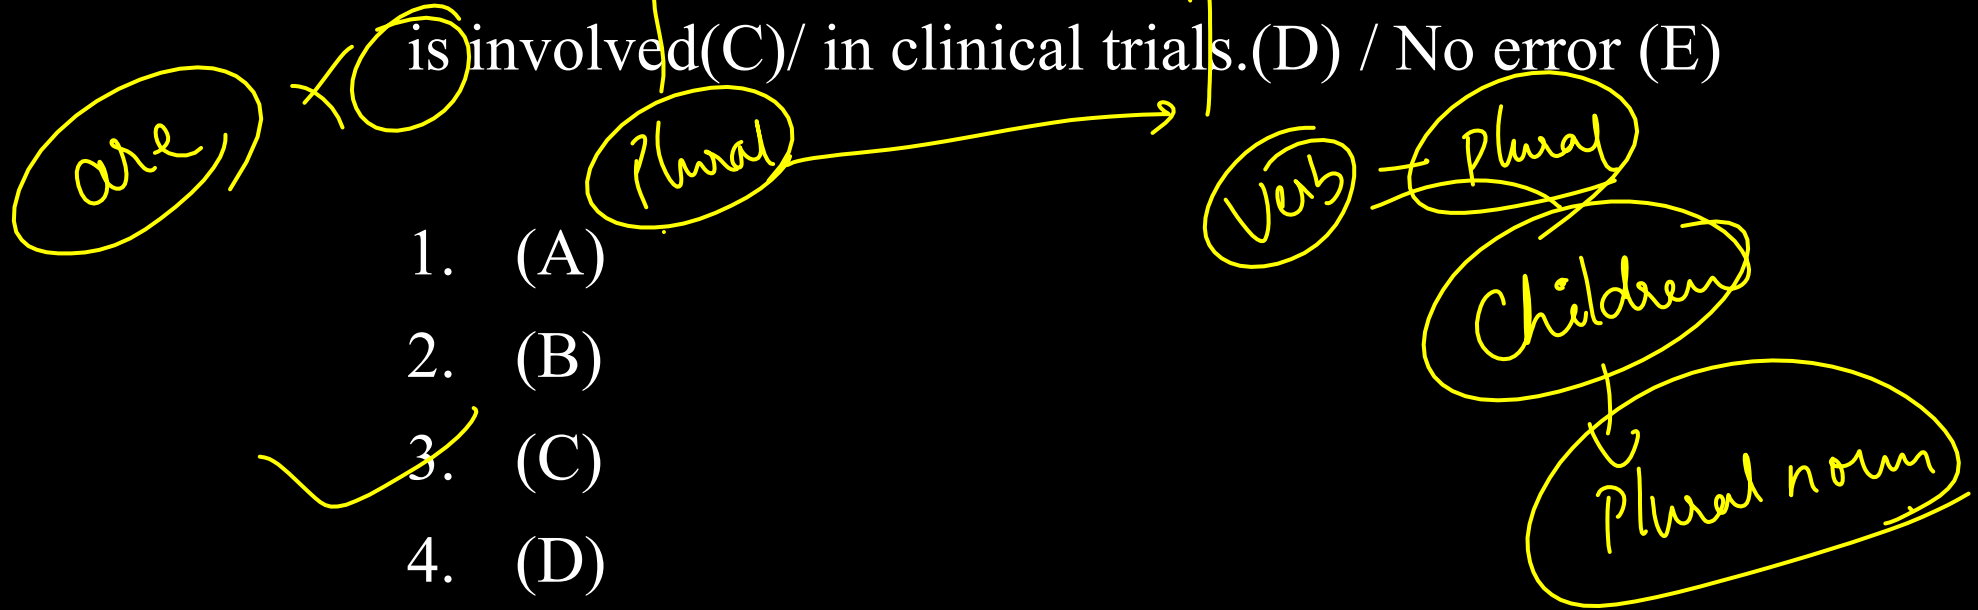 is involved(C)/ in clinical trials.(D) / No error (E)
are
Plural
Verb - Plural
Children
Plural noun
1. (A)
2. (B)
3. (C)
4. (D)